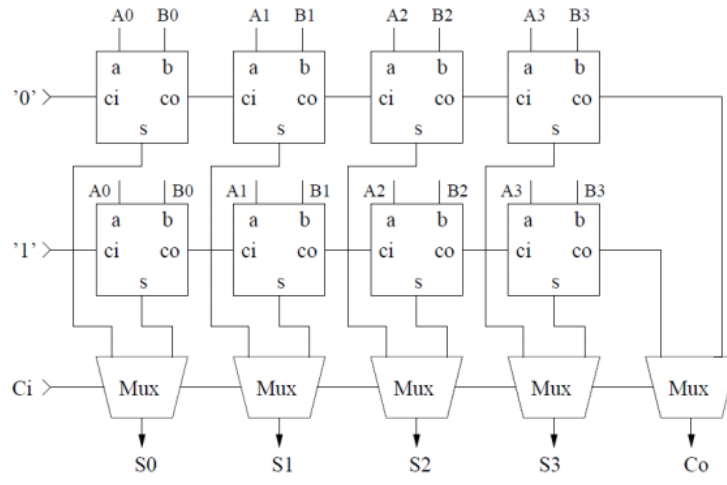 A0 B0 A1 B1 A2 B2 A3 B3
a b a b a b a b
'0' ci co ci co ci co ci co
s s s s
A0 B0 A1 B1 A2 B2 A3 B3
a b a b a b a b
'1' ci co ci co ci co ci co
s s s s
Ci Mux Mux Mux Mux Mux
S0 S1 S2 S3 Co